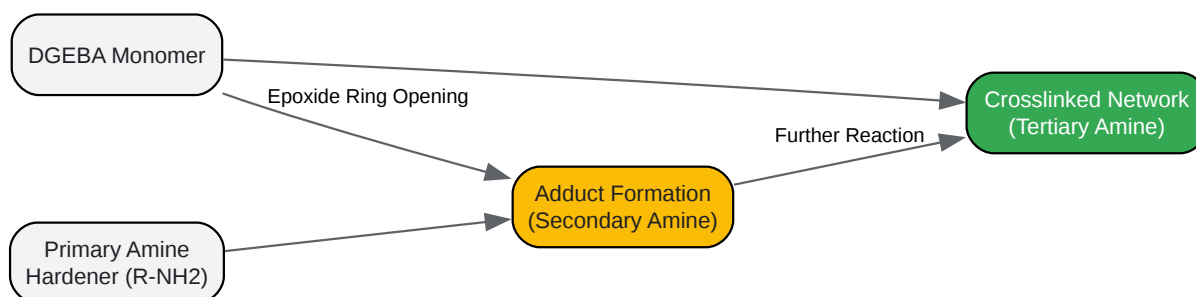 DGEBA Monomer
Epoxide Ring Opening
Crosslinked Network
(Tertiary Amine)
Further Reaction
Adduct Formation
(Secondary Amine)
Primary Amine
Hardener (R-NH2)